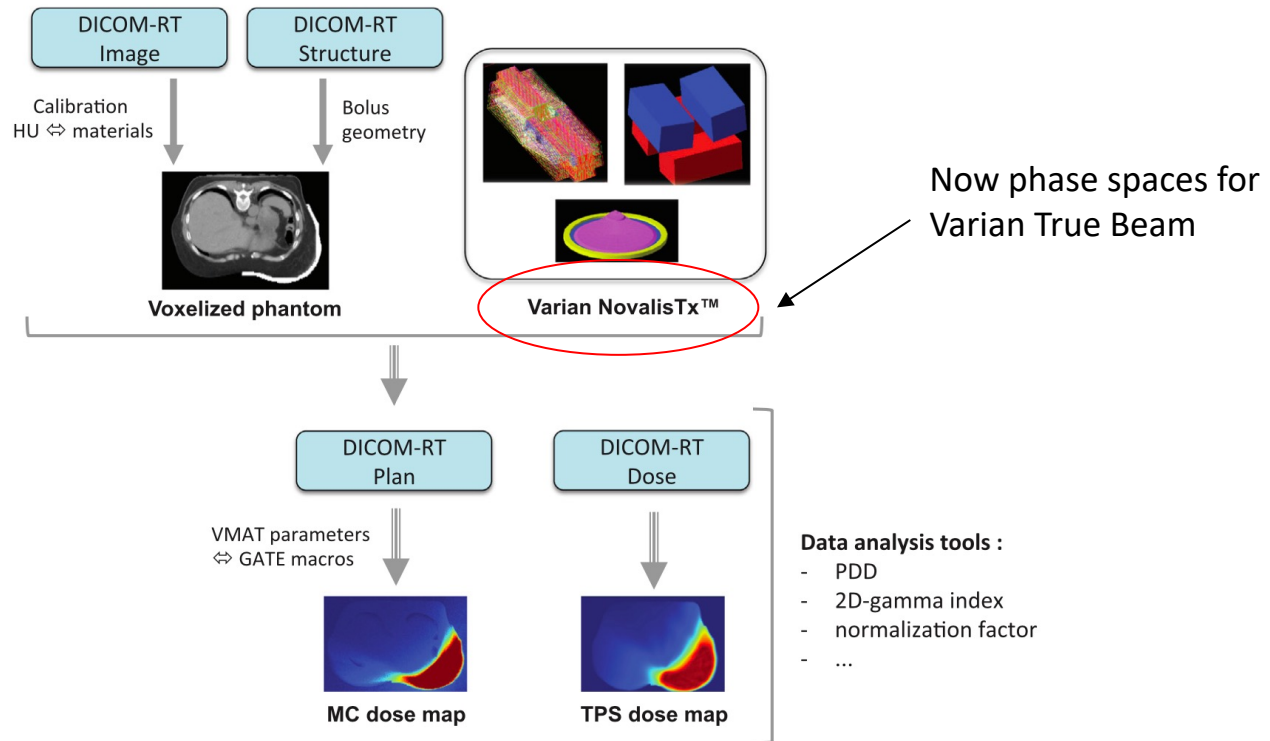 DICOM-RT
Image
DICOM-RT
Structure
Calibration
HU ⇔ materials
Bolus
geometry
Voxelized phantom
Varian NovalisTx™
Now phase spaces for
Varian True Beam
DICOM-RT
Plan
DICOM-RT
Dose
VMAT parameters
⇔ GATE macros
MC dose map
TPS dose map
Data analysis tools :
- PDD
- 2D-gamma index
- normalization factor
- ...